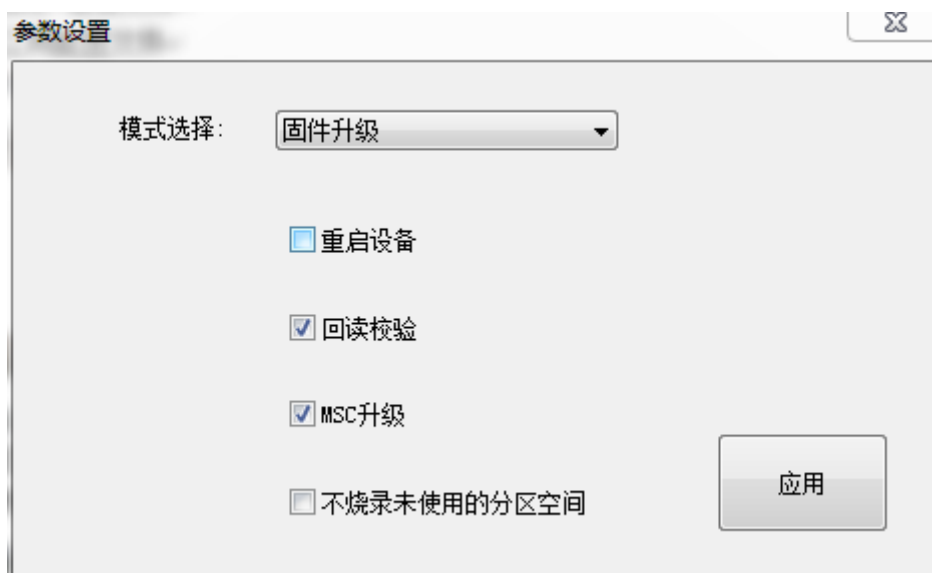 参数设置
模式选择: 固件升级
重启设备
回读校验
MSC升级
不烧录未使用的分区空间
应用